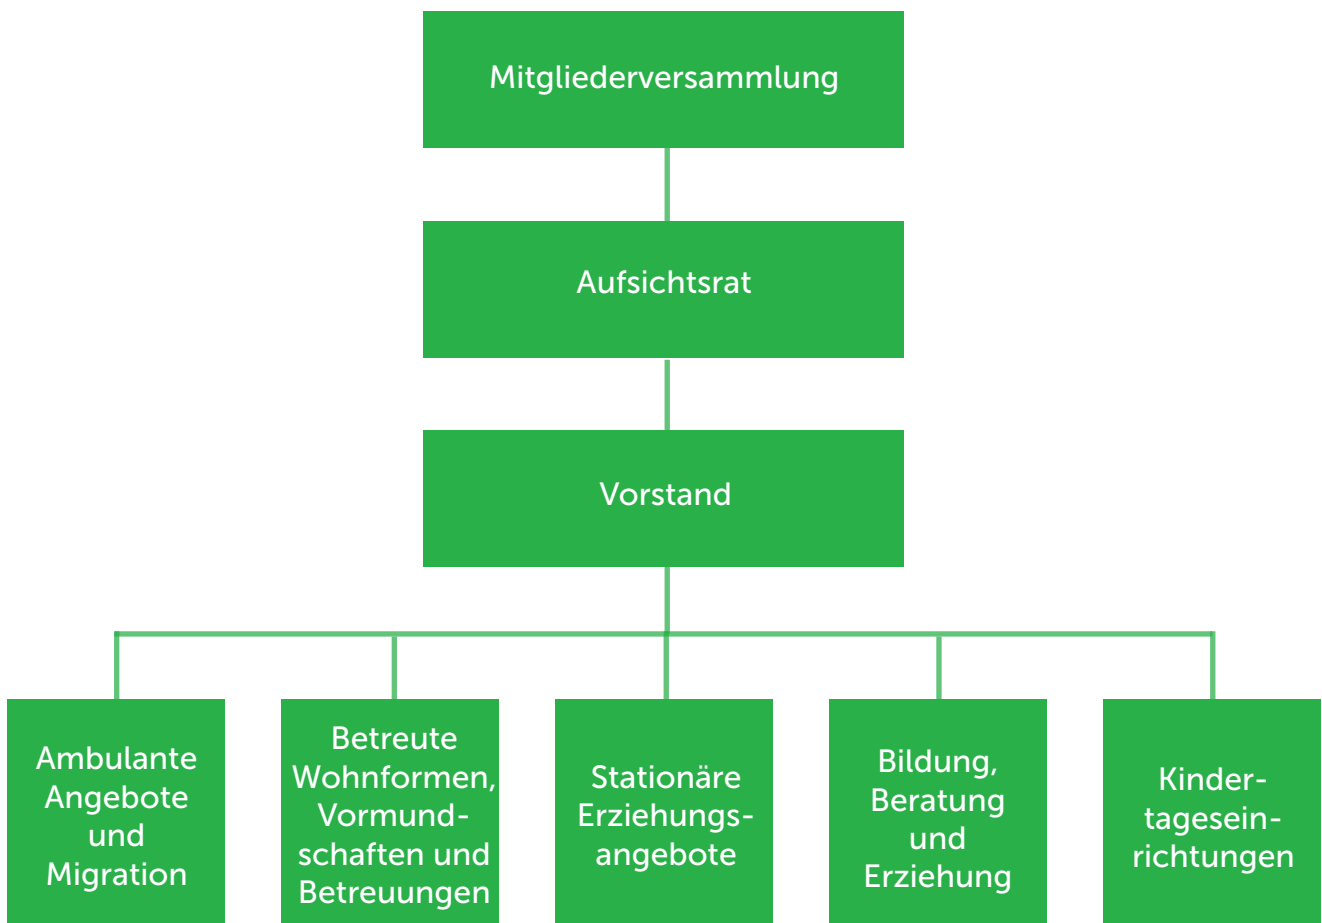 Mitgliederversammlung
Aufsichtsrat
Vorstand
Ambulante
Angebote
und
Migration
Betreute
Wohnformen,
Vormund-
schaften und
Betreuungen
Stationäre
Erziehungs-
angebote
Bildung,
Beratung
und
Erziehung
Kinder-
tagesein-
richtungen